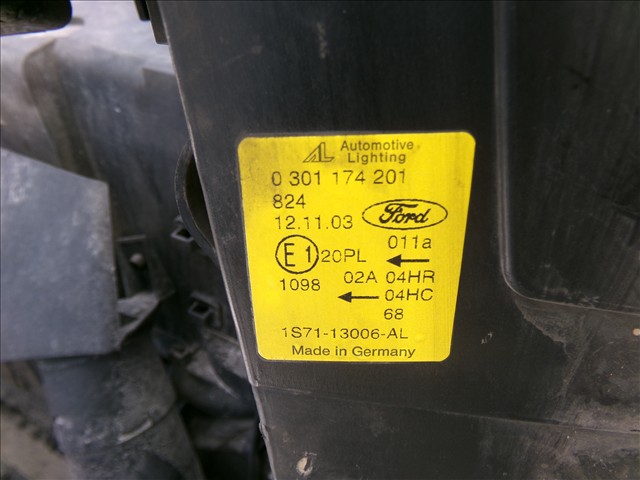 AL Automotive
Lighting
0 301 174 201
824
12.11.03 Ford
011a
E1 20PL
02A 04HR
1098 04HC
68
1S71-13006-AL
Made in Germany